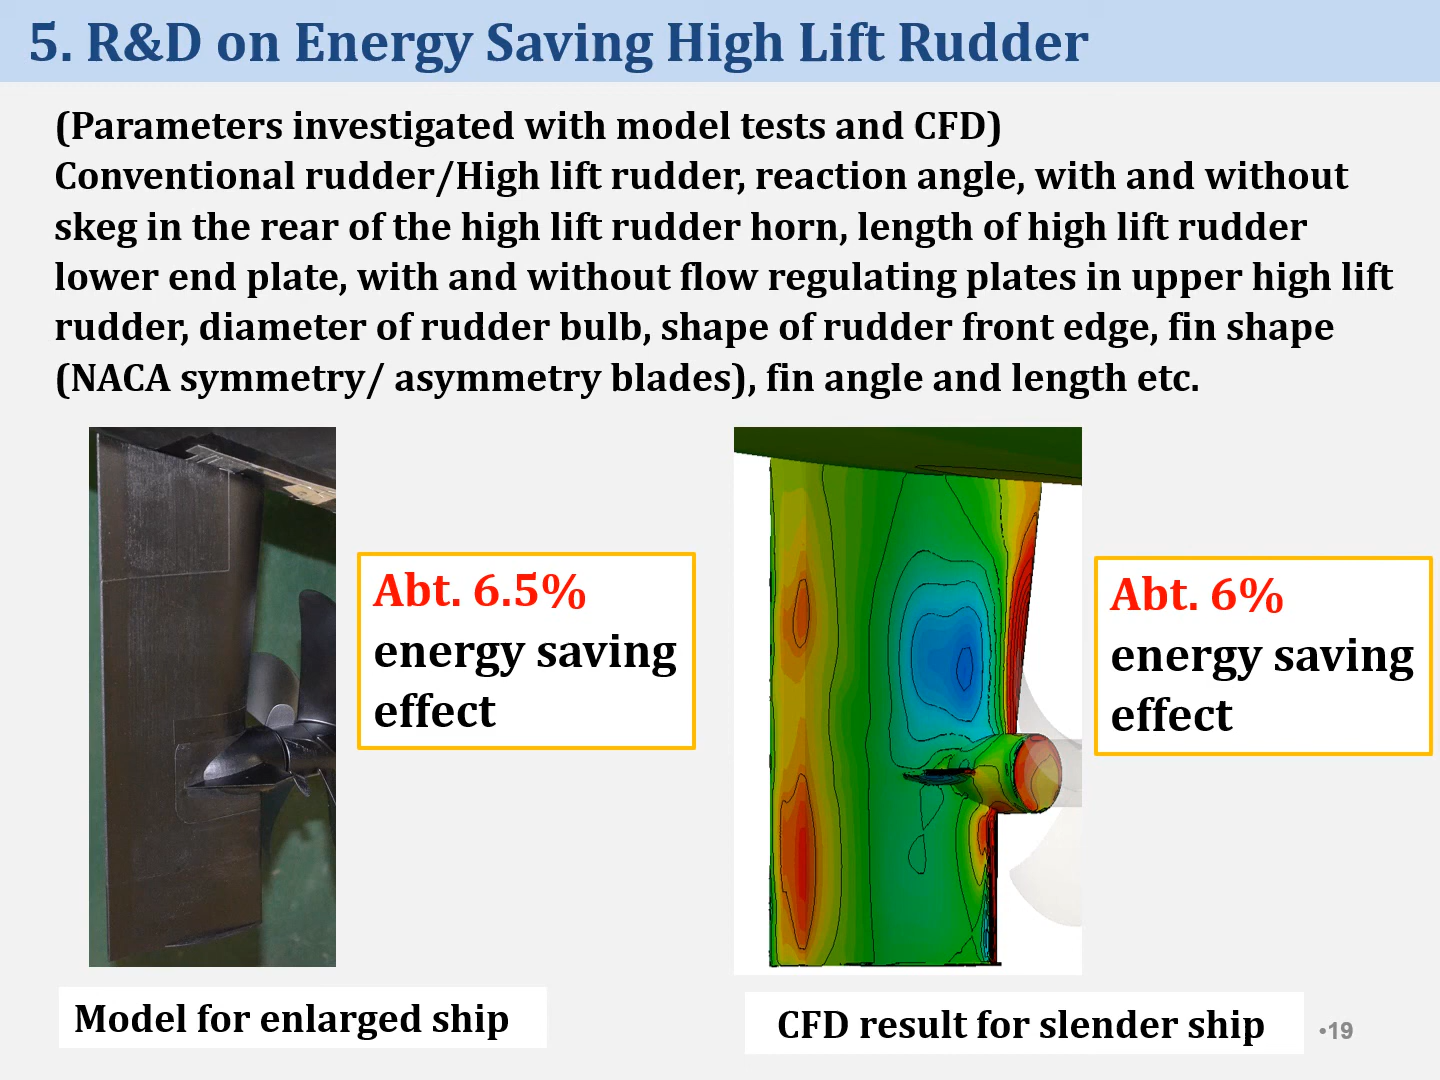 5. R&D on Energy Saving High Lift Rudder
(Parameters investigated with model tests and CFD)
Conventional rudder/High lift rudder, reaction angle, with and without
skeg in the rear of the high lift rudder horn, length of high lift rudder
lower end plate, with and without flow regulating plates in upper high lift
rudder, diameter of rudder bulb, shape of rudder front edge, fin shape
(NACA symmetry/ asymmetry blades), fin angle and length etc.
Abt. 6.5%
energy saving
effect
Abt. 6%
energy saving
effect
Model for enlarged ship
CFD result for slender ship
•19